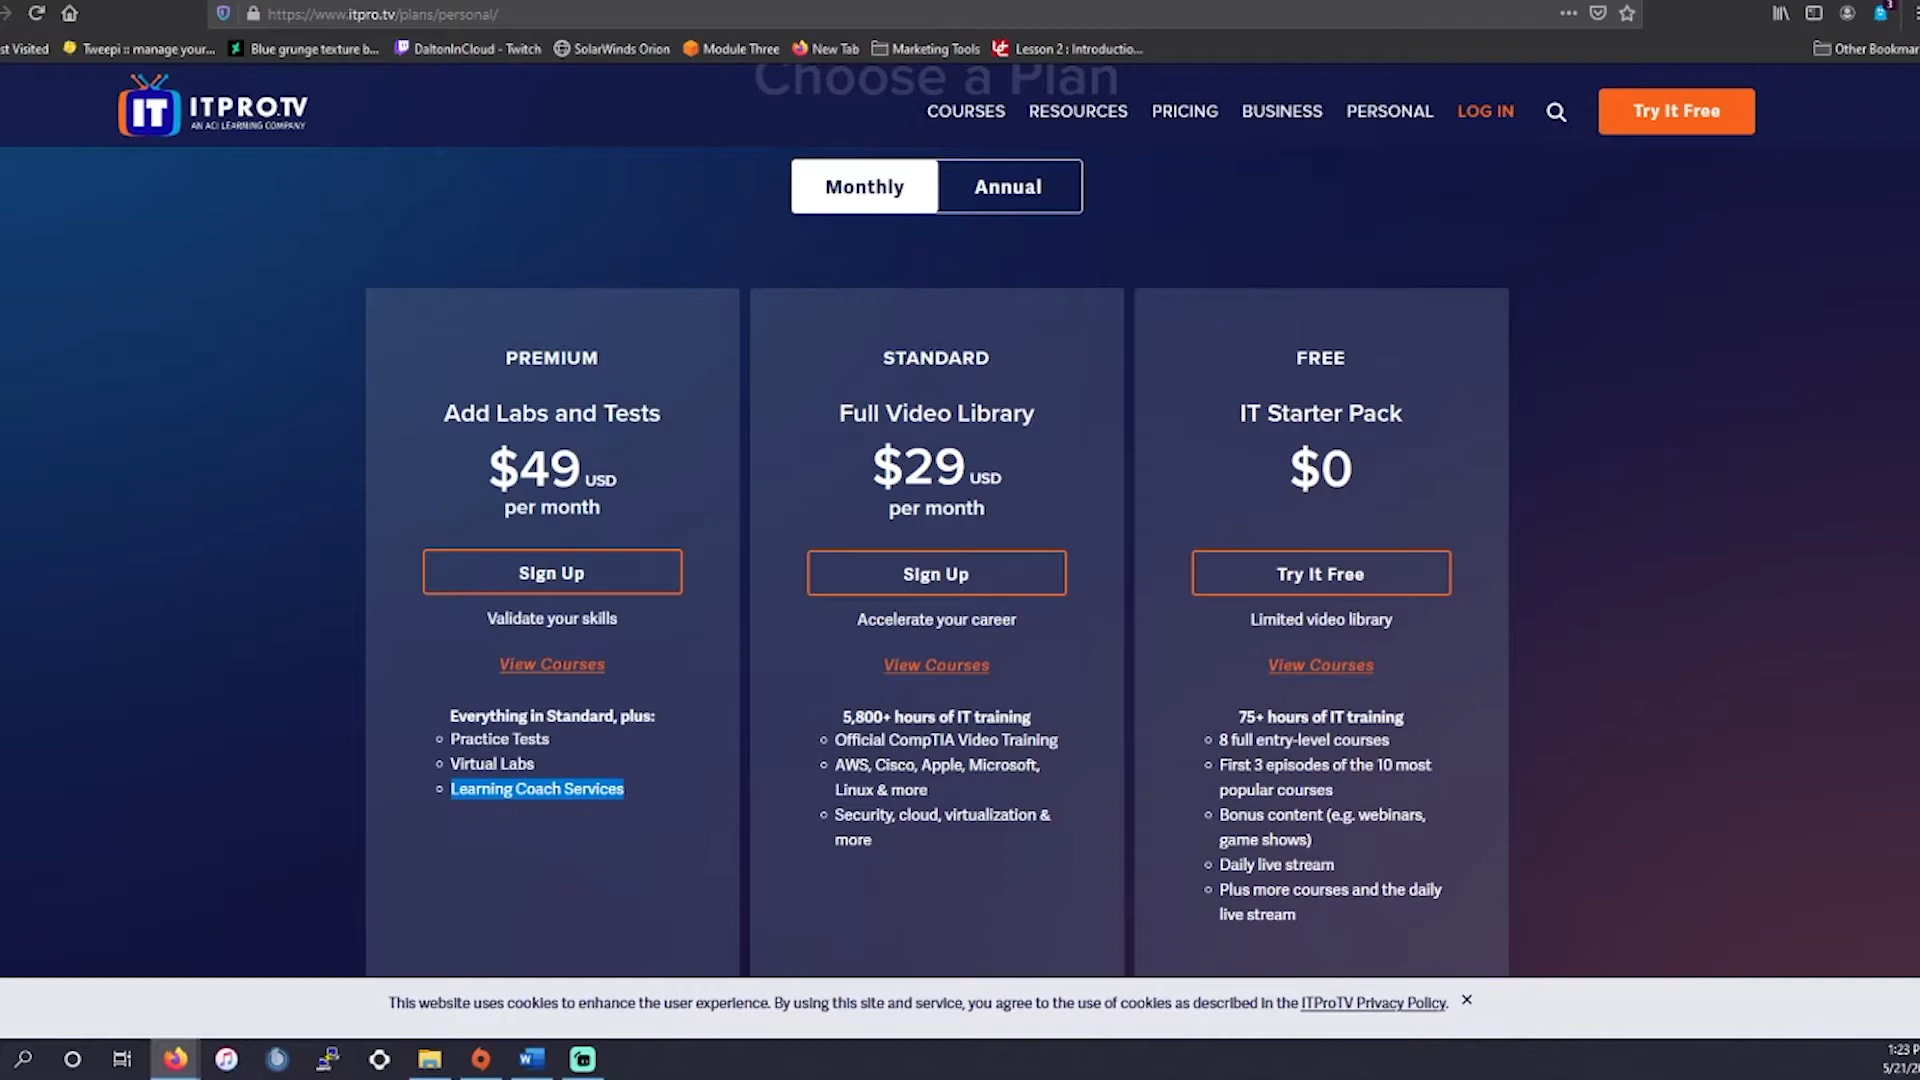 https://www.itpro.tv/plans/personal/
st Visited
Tweepi :: manage your...
Blue grunge texture b...
DaltonInCloud - Twitch
SolarWinds Orion
Module Three
New Tab
Marketing Tools
Lesson 2 : Introductio...
Other Bookmar
Choose a Plan
IT ITPRO.TV
AN ACI LEARNING COMPANY
COURSES RESOURCES PRICING BUSINESS PERSONAL LOG IN
Try It Free
Monthly
Annual
PREMIUM
Add Labs and Tests
$49 USD
per month
Sign Up
Validate your skills
View Courses
Everything in Standard, plus:
Practice Tests
Virtual Labs
Learning Coach Services
STANDARD
Full Video Library
$29 USD
per month
Sign Up
Accelerate your career
View Courses
5,800+ hours of IT training
Official CompTIA Video Training
AWS, Cisco, Apple, Microsoft,
Linux & more
Security, cloud, virtualization &
more
FREE
IT Starter Pack
$0
Try It Free
Limited video library
View Courses
75+ hours of IT training
8 full entry-level courses
First 3 episodes of the 10 most
popular courses
Bonus content (e.g. webinars,
game shows)
Daily live stream
Plus more courses and the daily
live stream
This website uses cookies to enhance the user experience. By using this site and service, you agree to the use of cookies as described in the ITProTV Privacy Policy.
1:23 P
5/21/2